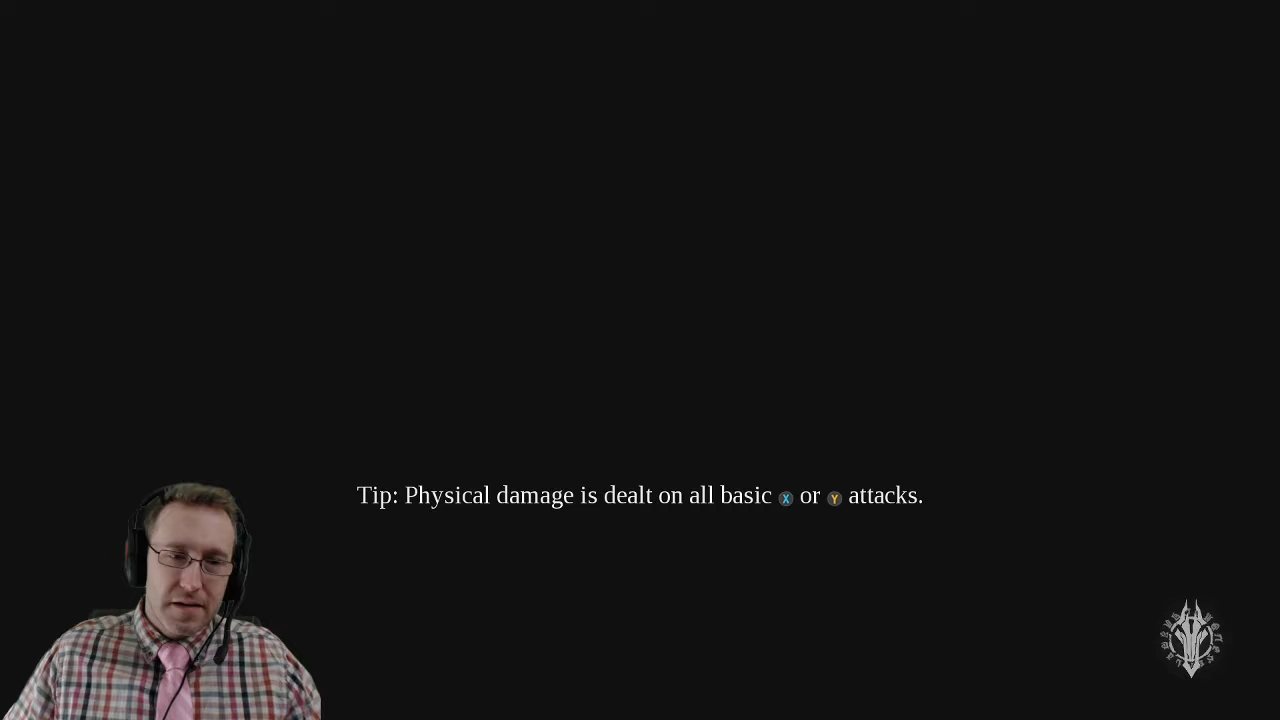 Tip: Physical damage is dealt on all basic X or Y attacks.